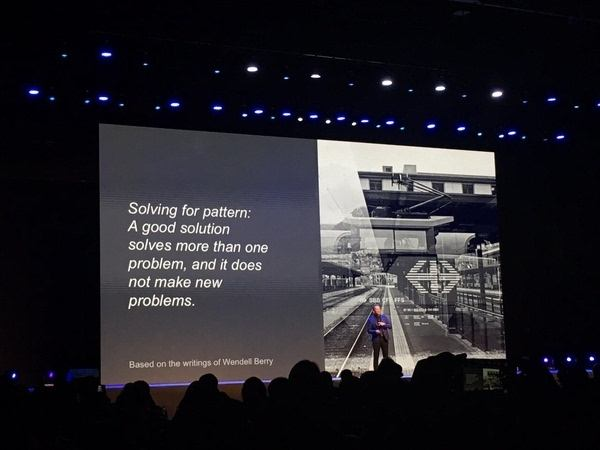 Solving for pattern:
A good solution
solves more than one
problem, and it does
not make new
problems.
Based on the writings of Wendell Berry
SBB CFF FFS